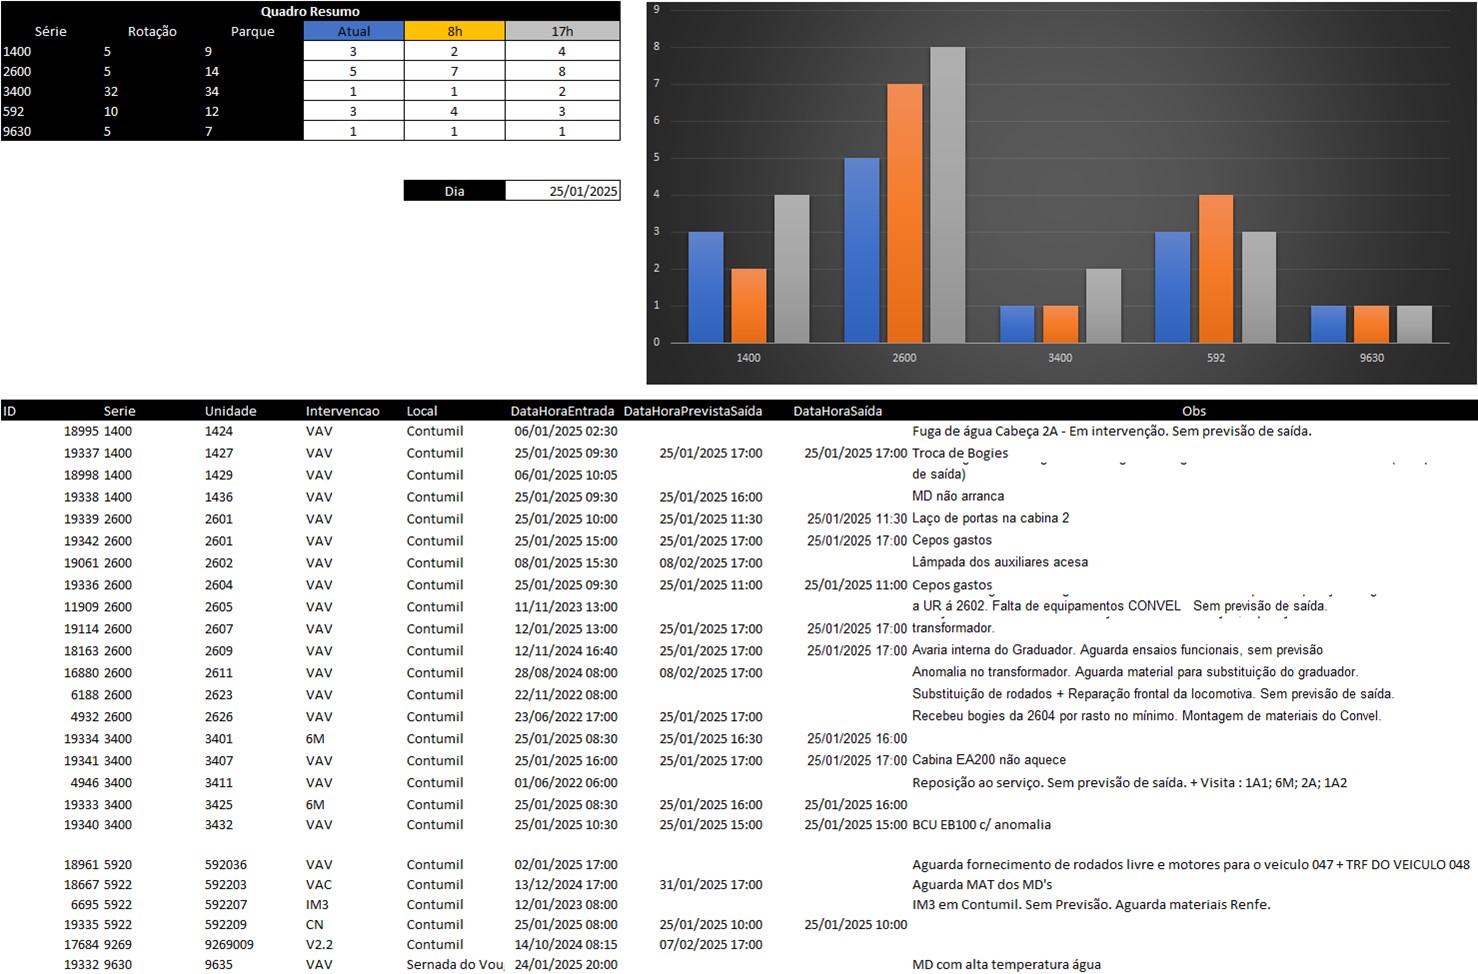 Quadro Resumo
Série Rotação Parque Atual 8h 17h
1400 5 9 3 2 4
2600 5 14 5 7 8
3400 32 34 1 1 2
592 10 12 3 4 3
9630 5 7 1 1 1
Dia 25/01/2025
9
8
7
6
5
4
3
2
1
0
1400 2600 3400 592 9630
ID Serie Unidade Intervencao Local DataHoraEntrada DataHoraPrevistaSaída DataHoraSaída Obs
18995 1400 1424 VAV Contumil 06/01/2025 02:30 Fuga de água Cabeça 2A - Em intervenção. Sem previsão de saída.
19337 1400 1427 VAV Contumil 25/01/2025 09:30 25/01/2025 17:00 25/01/2025 17:00 Troca de Bogies
18998 1400 1429 VAV Contumil 06/01/2025 10:05 de saída)
19338 1400 1436 VAV Contumil 25/01/2025 09:30 25/01/2025 16:00 MD não arranca
19339 2600 2601 VAV Contumil 25/01/2025 10:00 25/01/2025 11:30 25/01/2025 11:30 Laço de portas na cabina 2
19342 2600 2601 VAV Contumil 25/01/2025 15:00 25/01/2025 17:00 25/01/2025 17:00 Cepos gastos
19061 2600 2602 VAV Contumil 08/01/2025 15:30 08/02/2025 17:00 Lâmpada dos auxiliares acesa
19336 2600 2604 VAV Contumil 25/01/2025 09:30 25/01/2025 11:00 25/01/2025 11:00 Cepos gastos
11909 2600 2605 VAV Contumil 11/11/2023 13:00 a UR á 2602. Falta de equipamentos CONVEL Sem previsão de saída.
19114 2600 2607 VAV Contumil 12/01/2025 13:00 25/01/2025 17:00 25/01/2025 17:00 transformador.
18163 2600 2609 VAV Contumil 12/11/2024 16:40 25/01/2025 17:00 25/01/2025 17:00 Avaria interna do Graduador. Aguarda ensaios funcionais, sem previsão
16880 2600 2611 VAV Contumil 28/08/2024 08:00 08/02/2025 17:00 Anomalia no transformador. Aguarda material para substituição do graduador.
6188 2600 2623 VAV Contumil 22/11/2022 08:00 Substituição de rodados + Reparação frontal da locomotiva. Sem previsão de saída.
4932 2600 2626 VAV Contumil 23/06/2022 17:00 25/01/2025 17:00 Recebeu bogies da 2604 por rasto no mínimo. Montagem de materiais do Convel.
19334 3400 3401 6M Contumil 25/01/2025 08:30 25/01/2025 16:30 25/01/2025 16:00
19341 3400 3407 VAV Contumil 25/01/2025 16:00 25/01/2025 17:00 25/01/2025 17:00 Cabina EA200 não aquece
4946 3400 3411 VAV Contumil 01/06/2022 06:00 Reposição ao serviço. Sem previsão de saída. + Visita : 1A1; 6M; 2A; 1A2
19333 3400 3425 6M Contumil 25/01/2025 08:30 25/01/2025 16:00 25/01/2025 16:00
19340 3400 3432 VAV Contumil 25/01/2025 10:30 25/01/2025 15:00 25/01/2025 15:00 BCU EB100 c/ anomalia
18961 5920 592036 VAV Contumil 02/01/2025 17:00 Aguarda fornecimento de rodados livre e motores para o veiculo 047 + TRF DO VEICULO 048
18667 5922 592203 VAC Contumil 13/12/2024 17:00 31/01/2025 17:00 Aguarda MAT dos MD's
6695 5922 592207 IM3 Contumil 12/01/2023 08:00 IM3 em Contumil. Sem Previsão. Aguarda materiais Renfe.
19335 5922 592209 CN Contumil 25/01/2025 08:00 25/01/2025 10:00 25/01/2025 10:00
17684 9269 9269009 V2.2 Contumil 14/10/2024 08:15 07/02/2025 17:00
19332 9630 9635 VAV Sernada do Vou 24/01/2025 20:00 MD com alta temperatura água